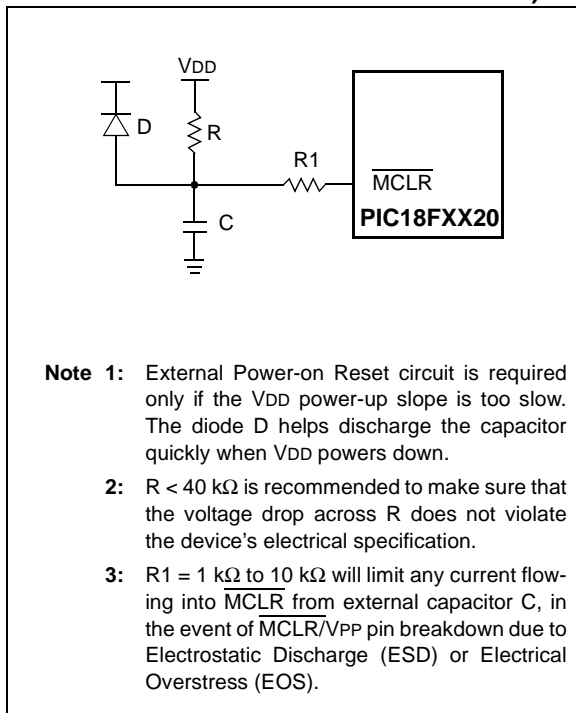 VDD
D
R
R1
MCLR
C
PIC18FXX20
Note 1: External Power-on Reset circuit is required
only if the VDD power-up slope is too slow.
The diode D helps discharge the capacitor
quickly when VDD powers down.
2: R < 40 kΩ is recommended to make sure that
the voltage drop across R does not violate
the device's electrical specification.
3: R1 = 1 kΩ to 10 kΩ will limit any current flow-
ing into MCLR from external capacitor C, in
the event of MCLR/VPP pin breakdown due to
Electrostatic Discharge (ESD) or Electrical
Overstress (EOS).